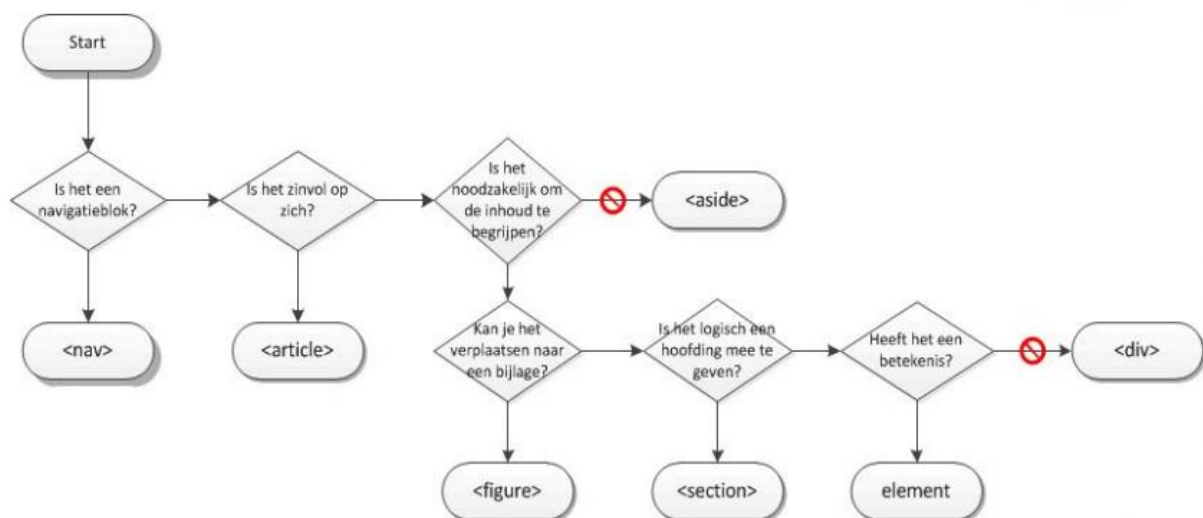 Start
Is het een
navigatieblok?
Is het zinvol op
zich?
Is het
noodzakelijk om
de inhoud te
begrijpen?
<aside>
<nav>
<article>
Kan je het
verplaatsen naar
een bijlage?
Is het logisch een
hoofding mee te
geven?
Heeft het een
betekenis?
<div>
<figure>
<section>
element